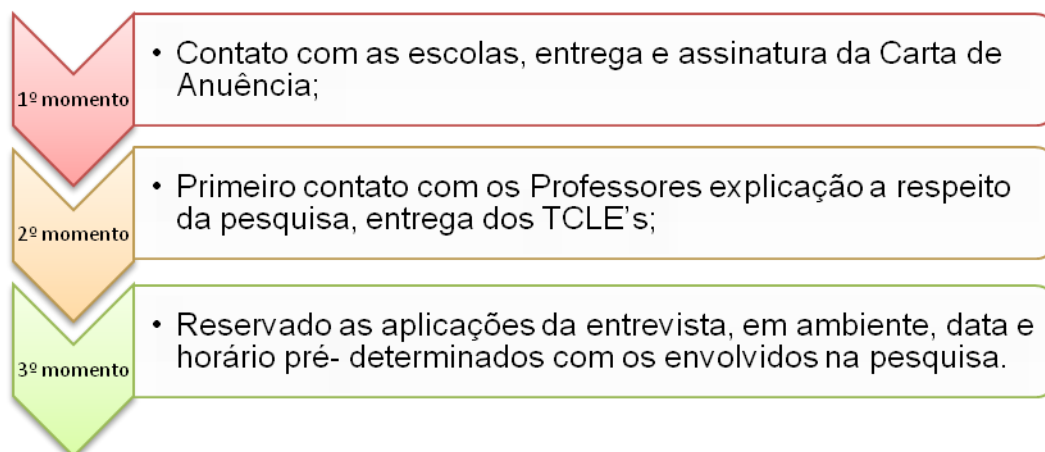 1º momento
• Contato com as escolas, entrega e assinatura da Carta de
Anuência;
2º momento
• Primeiro contato com os Professores explicação a respeito
da pesquisa, entrega dos TCLE's;
3º momento
• Reservado as aplicações da entrevista, em ambiente, data e
horário pré- determinados com os envolvidos na pesquisa.